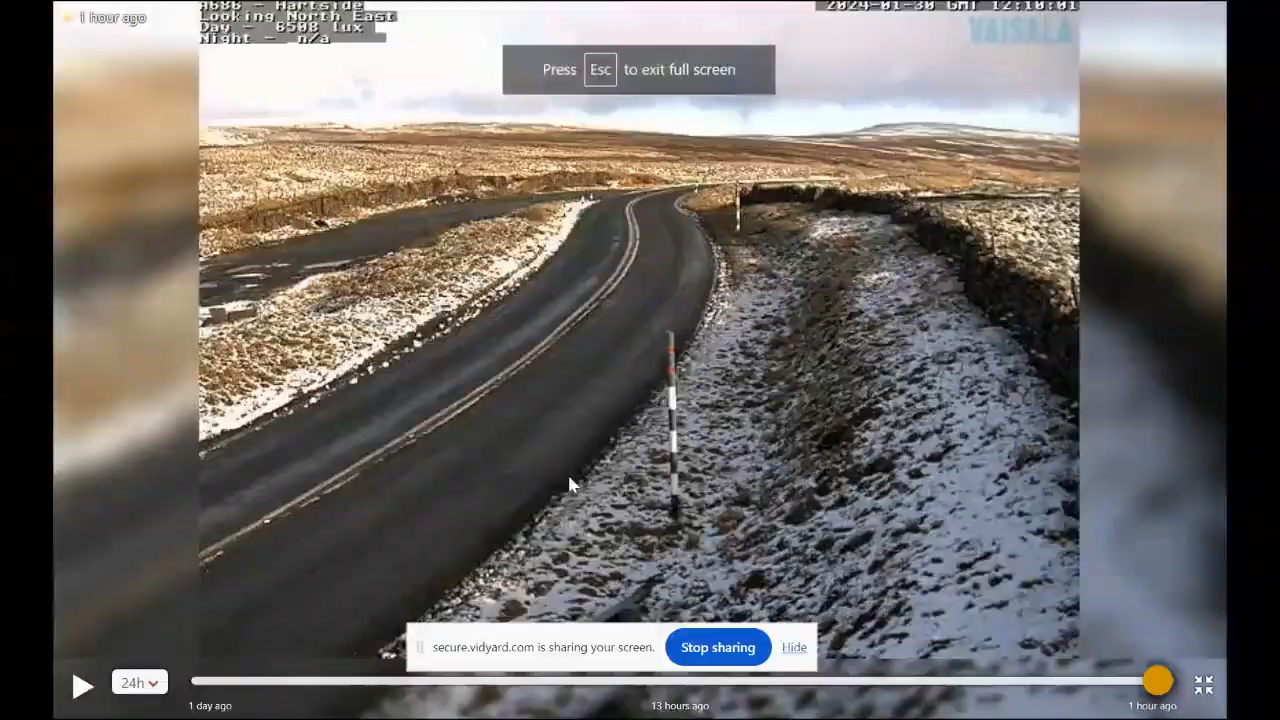 1 hour ago
A686 - Hartside
Looking North East
Day - 6508 lux
Night - n/a
2024-01-30 GMT 12:10:01
VAISALA
Press Esc to exit full screen
secure.vidyard.com is sharing your screen.
Stop sharing
Hide
24h
1 day ago
13 hours ago
1 hour ago